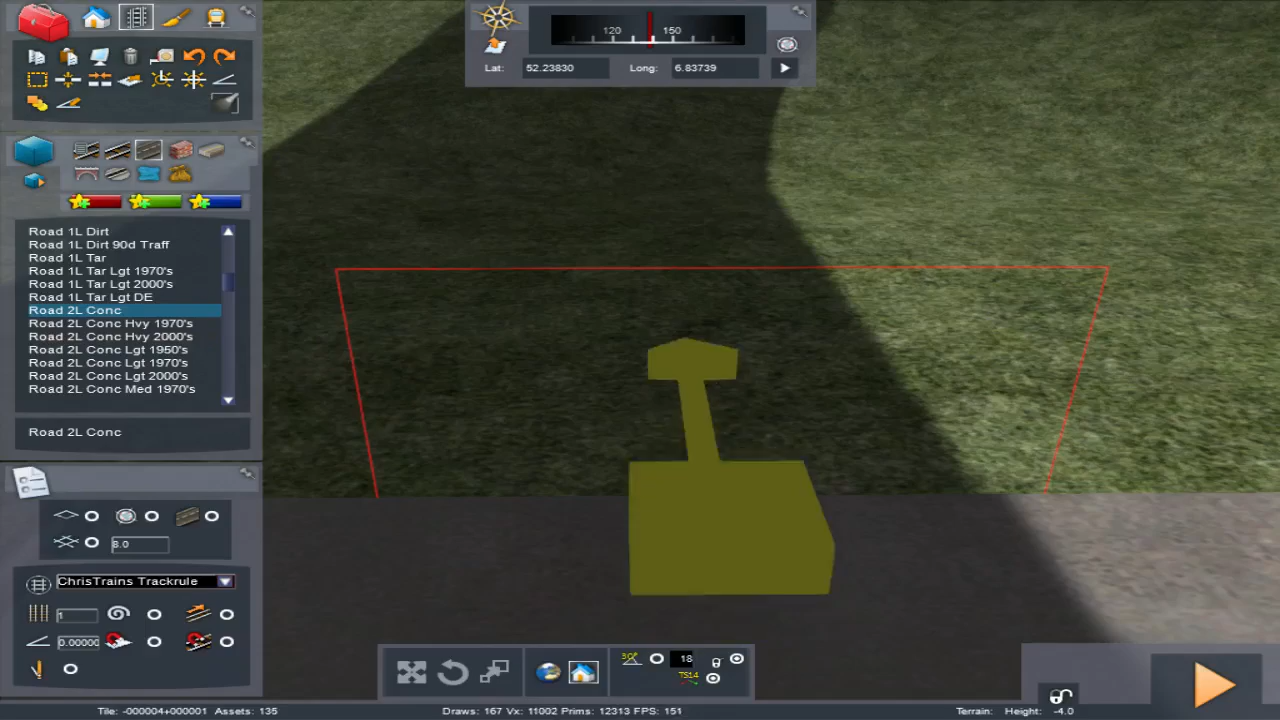 120 150
Lat: 52.23830 Long: 6.83739
Road 1L Dirt
Road 1L Dirt 90d Traff
Road 1L Tar
Road 1L Tar Lgt 1970's
Road 1L Tar Lgt 2000's
Road 1L Tar Lgt DE
Road 2L Conc
Road 2L Conc Hvy 1970's
Road 2L Conc Hvy 2000's
Road 2L Conc Lgt 1950's
Road 2L Conc Lgt 1970's
Road 2L Conc Lgt 2000's
Road 2L Conc Med 1970's
Road 2L Conc
8.0
ChrisTrains Trackrule
1
0.00000
30° 18
TS14
Tile: -000004+000001 Assets: 135 Draws: 167 Vx: 11002 Prims: 12313 FPS: 151 Terrain: Height: -4.0